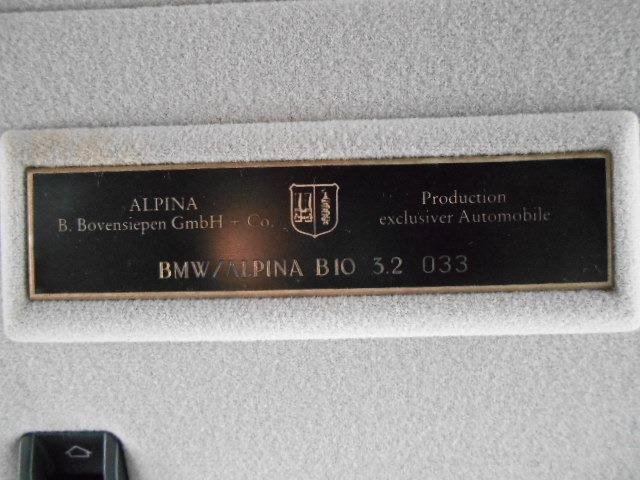 ALPINA
B. Bovensiepen GmbH + Co.
Production
exclusiver Automobile
BMW/ALPINA B10 3.2 033